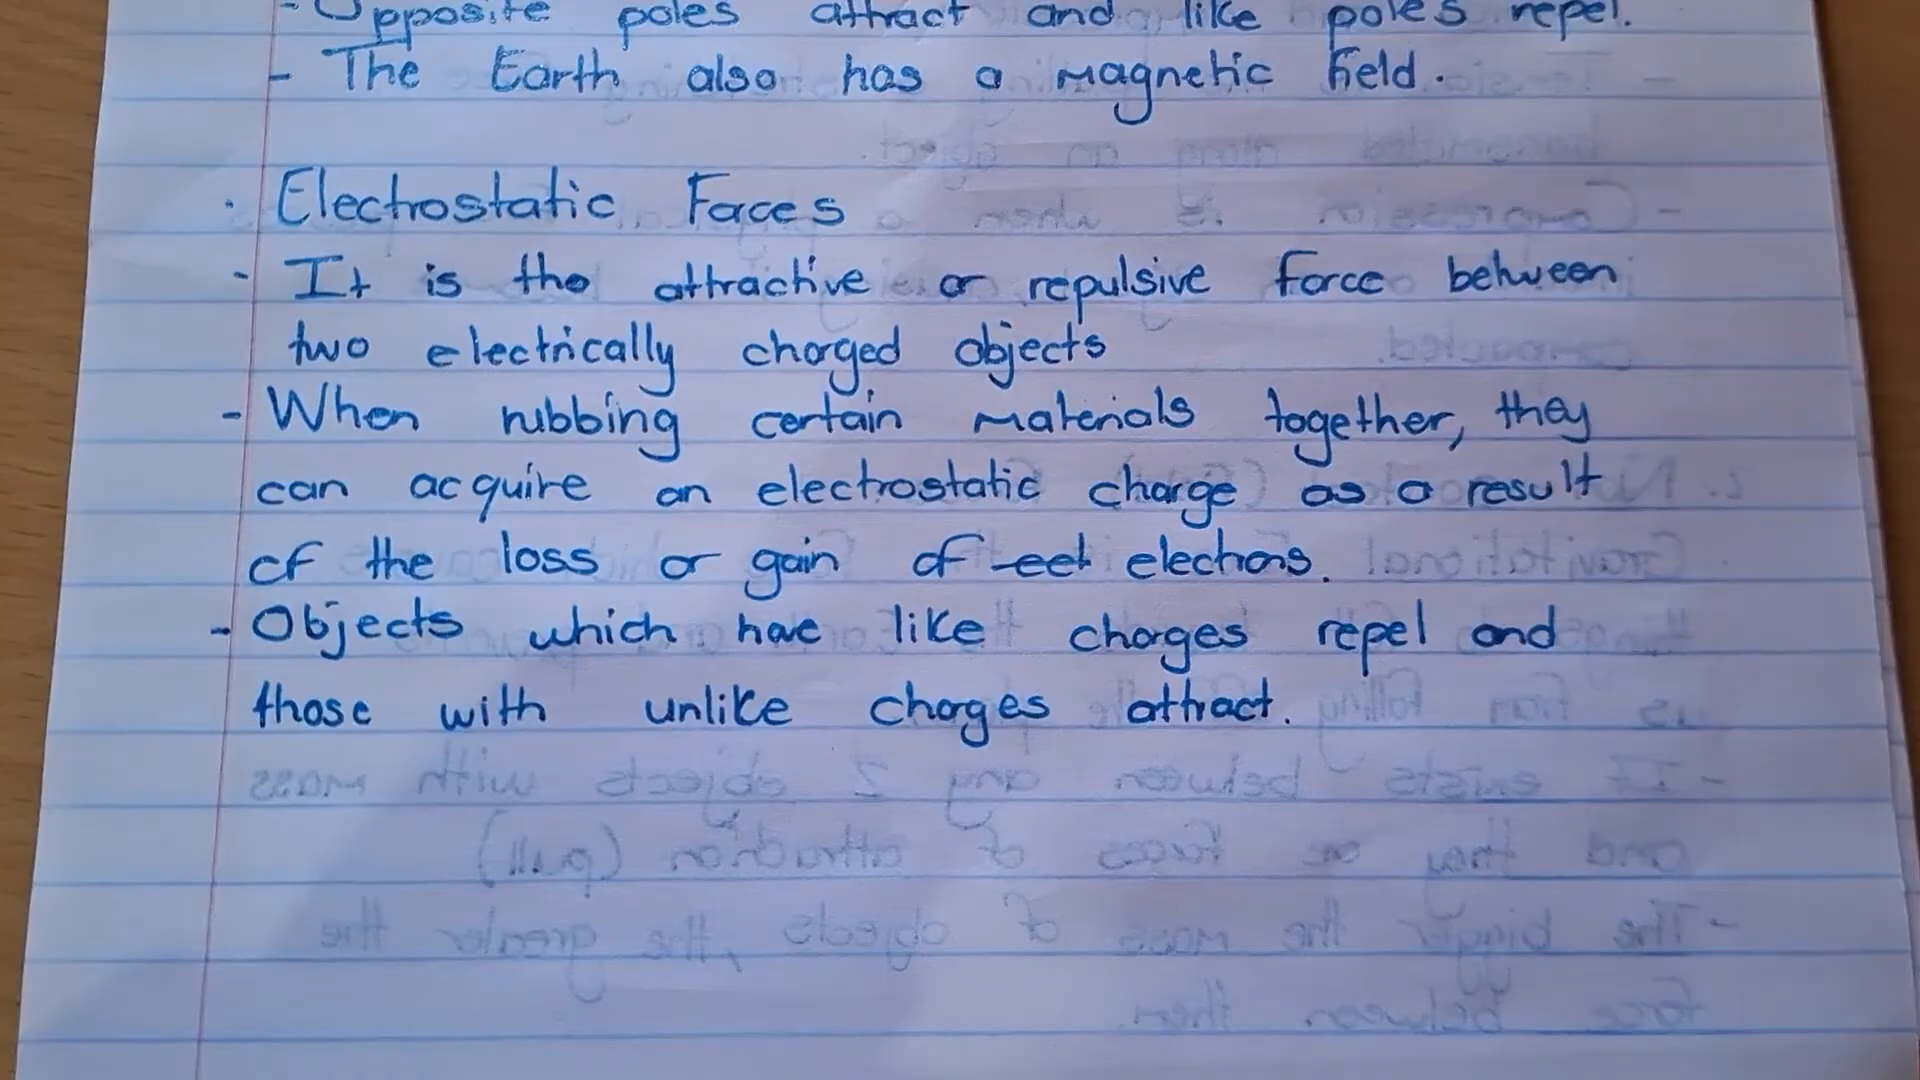 - Opposite poles attract and like poles repel.
- The Earth also has a magnetic field.
· Electrostatic Faces
- It is the attractive or repulsive force between
two electrically charged objects
- When rubbing certain materials together, they
can acquire an electrostatic charge as a result
of the loss or gain of eet electrons.
- Objects which have like charges repel and
those with unlike charges attract.